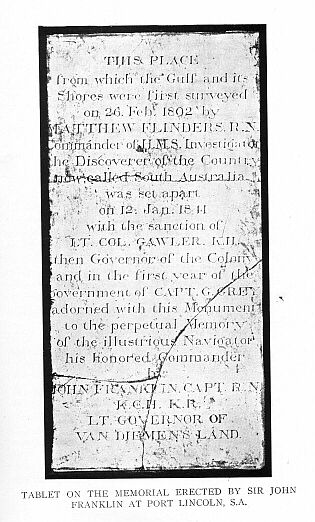 THIS PLACE
from which the Gulf and its
Shores were first surveyed
on 26. Feb. 1802 by
MATTHEW FLINDERS. R.N.
Commander of H.M.S. Investigator
the Discoverer of the Country
now called South Australia
was set apart
on 12. Jan. 1841
with the sanction of
LT. COL. GAWLER. K.H.
then Governor of the Colony
and in the first year of the
Government of CAPT. G. GREY
adorned with this Monument
to the perpetual Memory
of the illustrious Navigator
his honored Commander
by
JOHN FRANKLIN. CAPT. R.N.
K.C.H. K.R.
LT. GOVERNOR OF
VAN DIEMEN'S LAND.
TABLET ON THE MEMORIAL ERECTED BY SIR JOHN
FRANKLIN AT PORT LINCOLN, S.A.